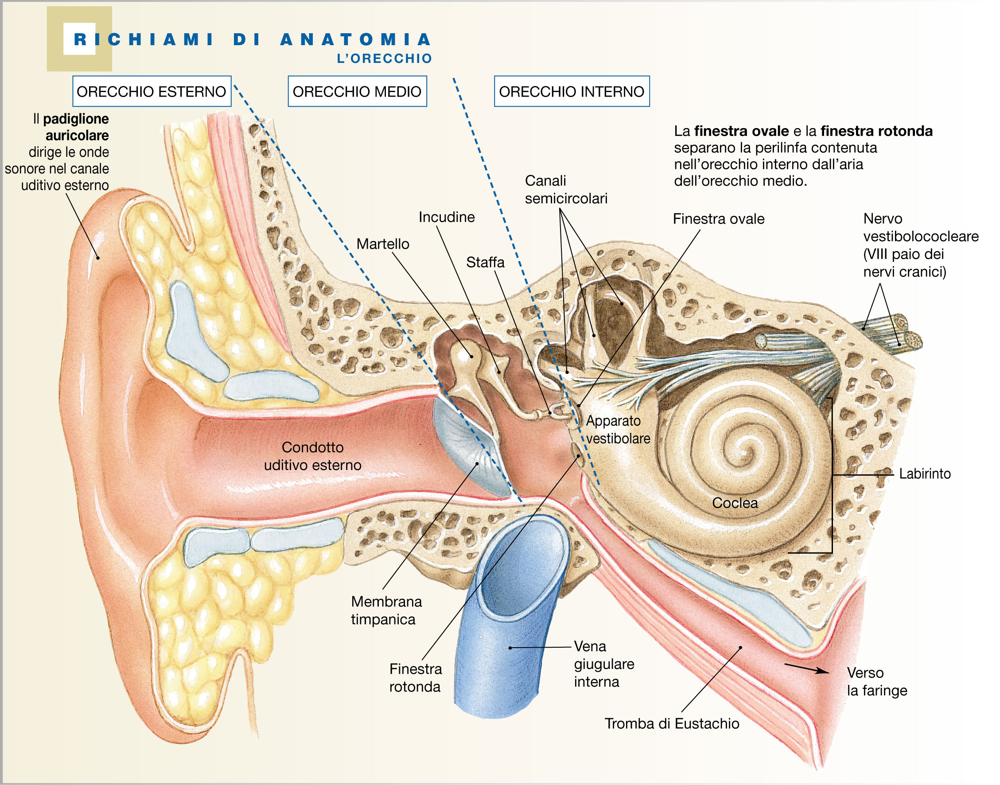 RICHIAMI DI ANATOMIA
L'ORECCHIO
ORECCHIO ESTERNO
ORECCHIO MEDIO
ORECCHIO INTERNO
Il padiglione
auricolare
dirige le onde
sonore nel canale
uditivo esterno
La finestra ovale e la finestra rotonda
separano la perilinfa contenuta
nell'orecchio interno dall'aria
dell'orecchio medio.
Canali
semicircolari
Incudine
Finestra ovale
Nervo
vestibolococleare
(VIII paio dei
nervi cranici)
Martello
Staffa
Apparato
vestibolare
Condotto
uditivo esterno
Labirinto
Coclea
Membrana
timpanica
Finestra
rotonda
Vena
giugulare
interna
Verso
la faringe
Tromba di Eustachio